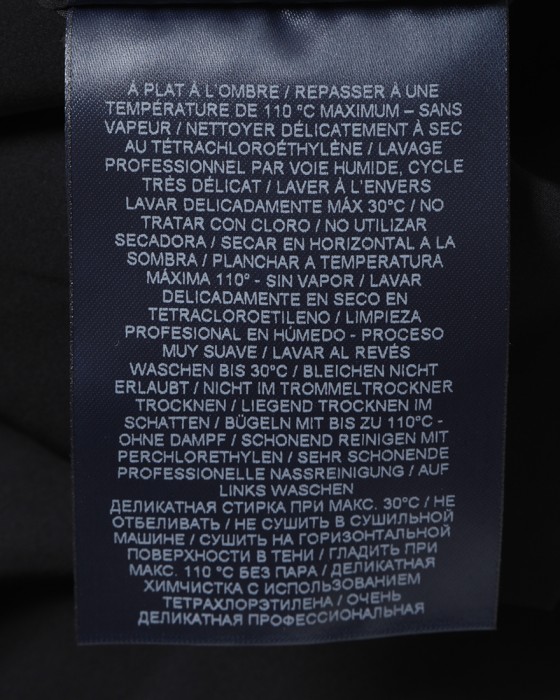 À PLAT À L'OMBRE / REPASSER À UNE
TEMPÉRATURE DE 110 °C MAXIMUM – SANS
VAPEUR / NETTOYER DÉLICATEMENT À SEC
AU TÉTRACHLOROÉTHYLÈNE / LAVAGE
PROFESSIONNEL PAR VOIE HUMIDE, CYCLE
TRÈS DÉLICAT / LAVER À L'ENVERS
LAVAR DELICADAMENTE MÁX 30°C / NO
TRATAR CON CLORO / NO UTILIZAR
SECADORA / SECAR EN HORIZONTAL A LA
SOMBRA / PLANCHAR A TEMPERATURA
MÁXIMA 110° - SIN VAPOR / LAVAR
DELICADAMENTE EN SECO EN
TETRACLOROETILENO / LIMPIEZA
PROFESIONAL EN HÚMEDO - PROCESO
MUY SUAVE / LAVAR AL REVÉS
WASCHEN BIS 30°C / BLEICHEN NICHT
ERLAUBT / NICHT IM TROMMELTROCKNER
TROCKNEN / LIEGEND TROCKNEN IM
SCHATTEN / BÜGELN MIT BIS ZU 110°C -
OHNE DAMPF / SCHONEND REINIGEN MIT
PERCHLORETHYLEN / SEHR SCHONENDE
PROFESSIONELLE NASSREINIGUNG / AUF
LINKS WASCHEN
ДЕЛИКАТНАЯ СТИРКА ПРИ МАКС. 30°C / НЕ
ОТБЕЛИВАТЬ / НЕ СУШИТЬ В СУШИЛЬНОЙ
МАШИНЕ / СУШИТЬ НА ГОРИЗОНТАЛЬНОЙ
ПОВЕРХНОСТИ В ТЕНИ / ГЛАДИТЬ ПРИ
МАКС. 110 °C БЕЗ ПАРА / ДЕЛИКАТНАЯ
ХИМЧИСТКА С ИСПОЛЬЗОВАНИЕМ
ТЕТРАХЛОРЭТИЛЕНА / ОЧЕНЬ
ДЕЛИКАТНАЯ ПРОФЕССИОНАЛЬНАЯ